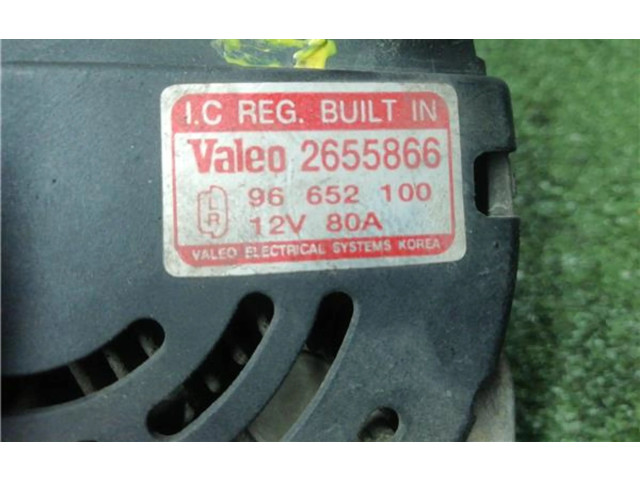 I.C REG. BUILT IN
Valeo 2655866
L 96 652 100
R 12V 80A
VALEO ELECTRICAL SYSTEMS KOREA